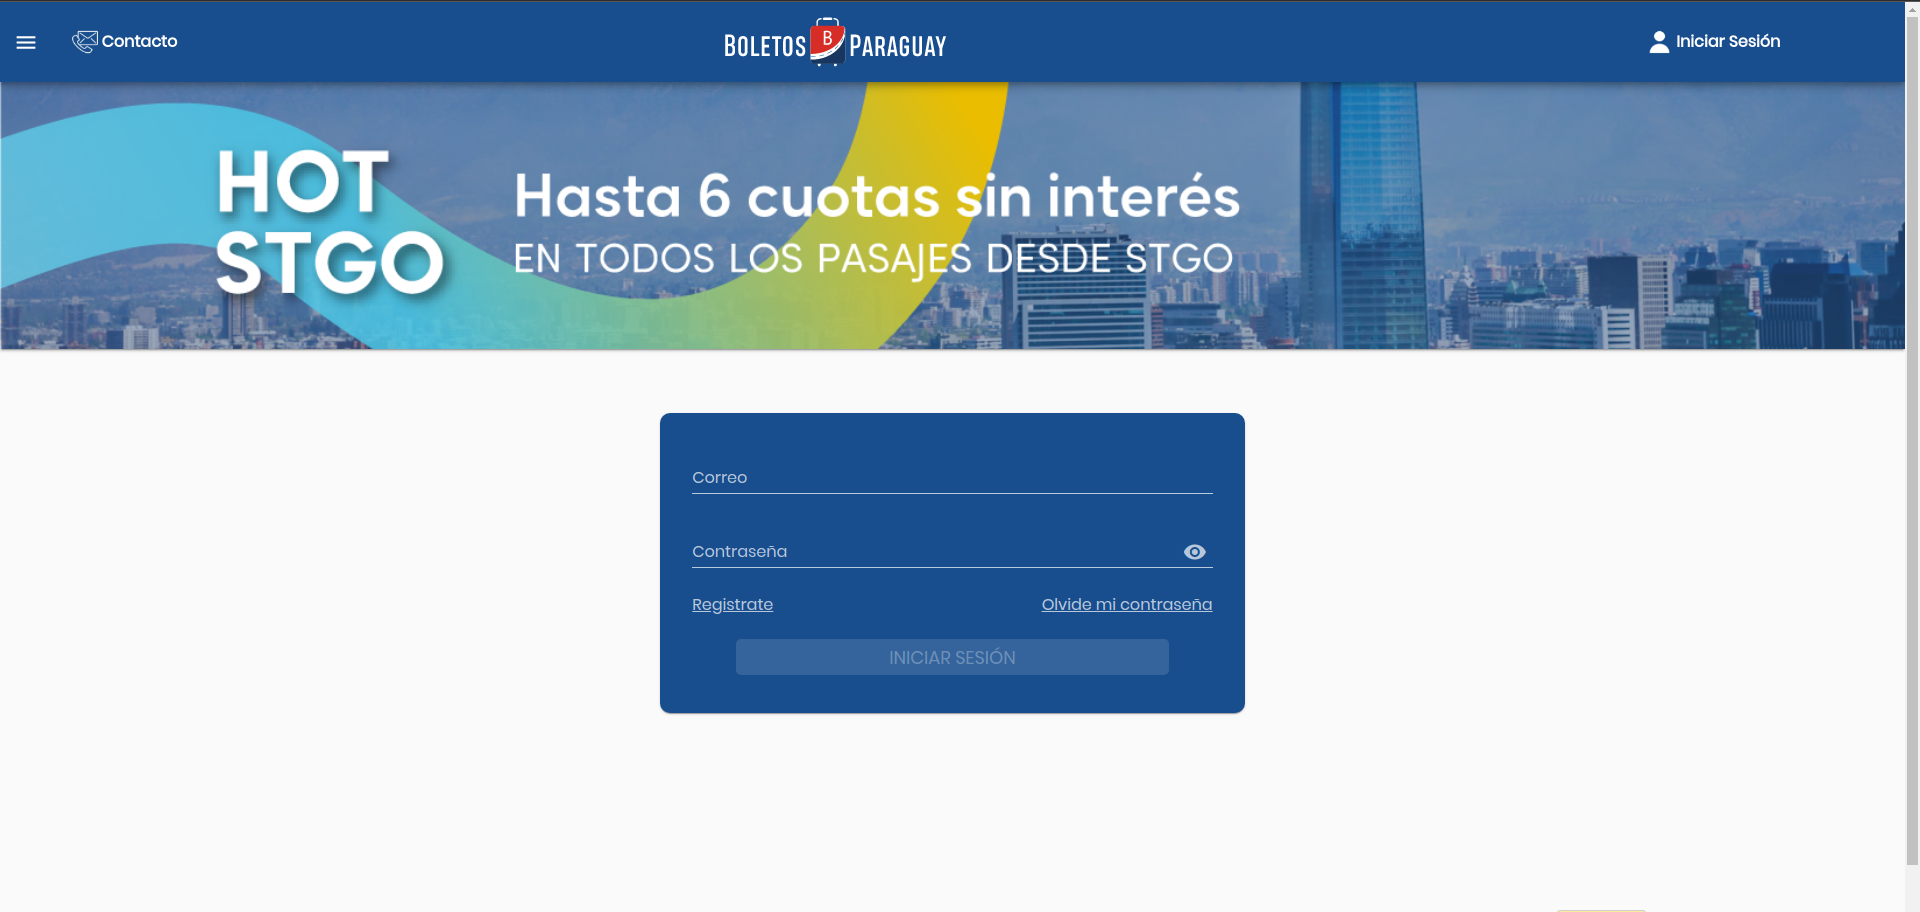 Contacto
BOLETOS B PARAGUAY
Iniciar Sesión
HOT
STGO
Hasta 6 cuotas sin interés
EN TODOS LOS PASAJES DESDE STGO
Correo
Contraseña
Registrate
Olvide mi contraseña
INICIAR SESIÓN